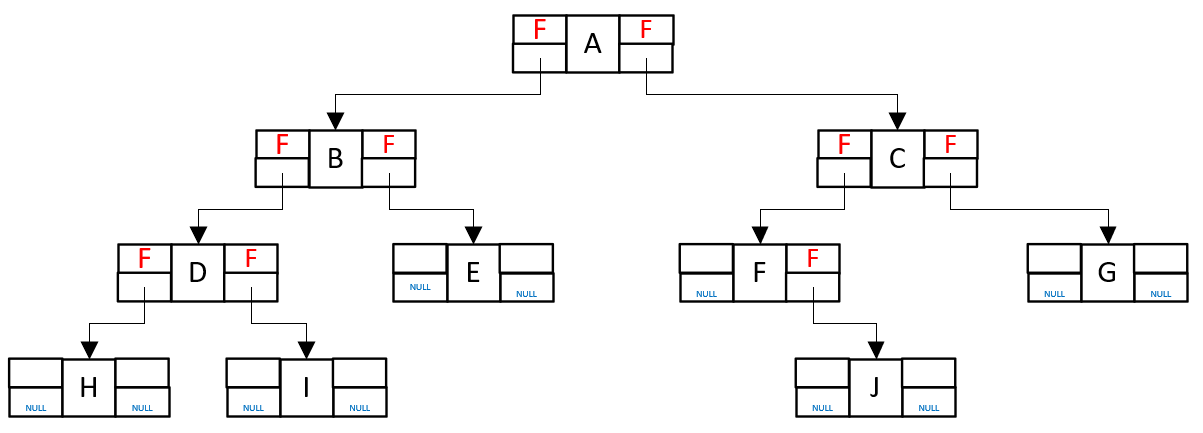 F A F
F B F
F C F
F D F
E
NULL NULL
F F
NULL
G
NULL NULL
H
NULL NULL
I
NULL NULL
J
NULL NULL